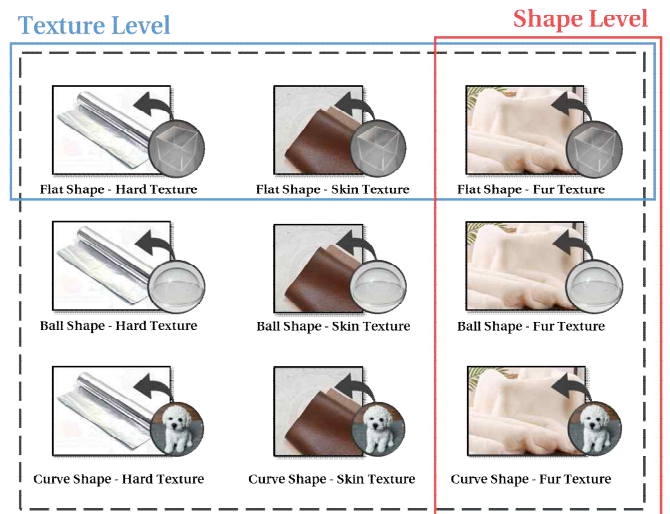 Texture Level
Shape Level
Flat Shape - Hard Texture
Flat Shape - Skin Texture
Flat Shape - Fur Texture
Ball Shape - Hard Texture
Ball Shape - Skin Texture
Ball Shape - Fur Texture
Curve Shape - Hard Texture
Curve Shape - Skin Texture
Curve Shape - Fur Texture